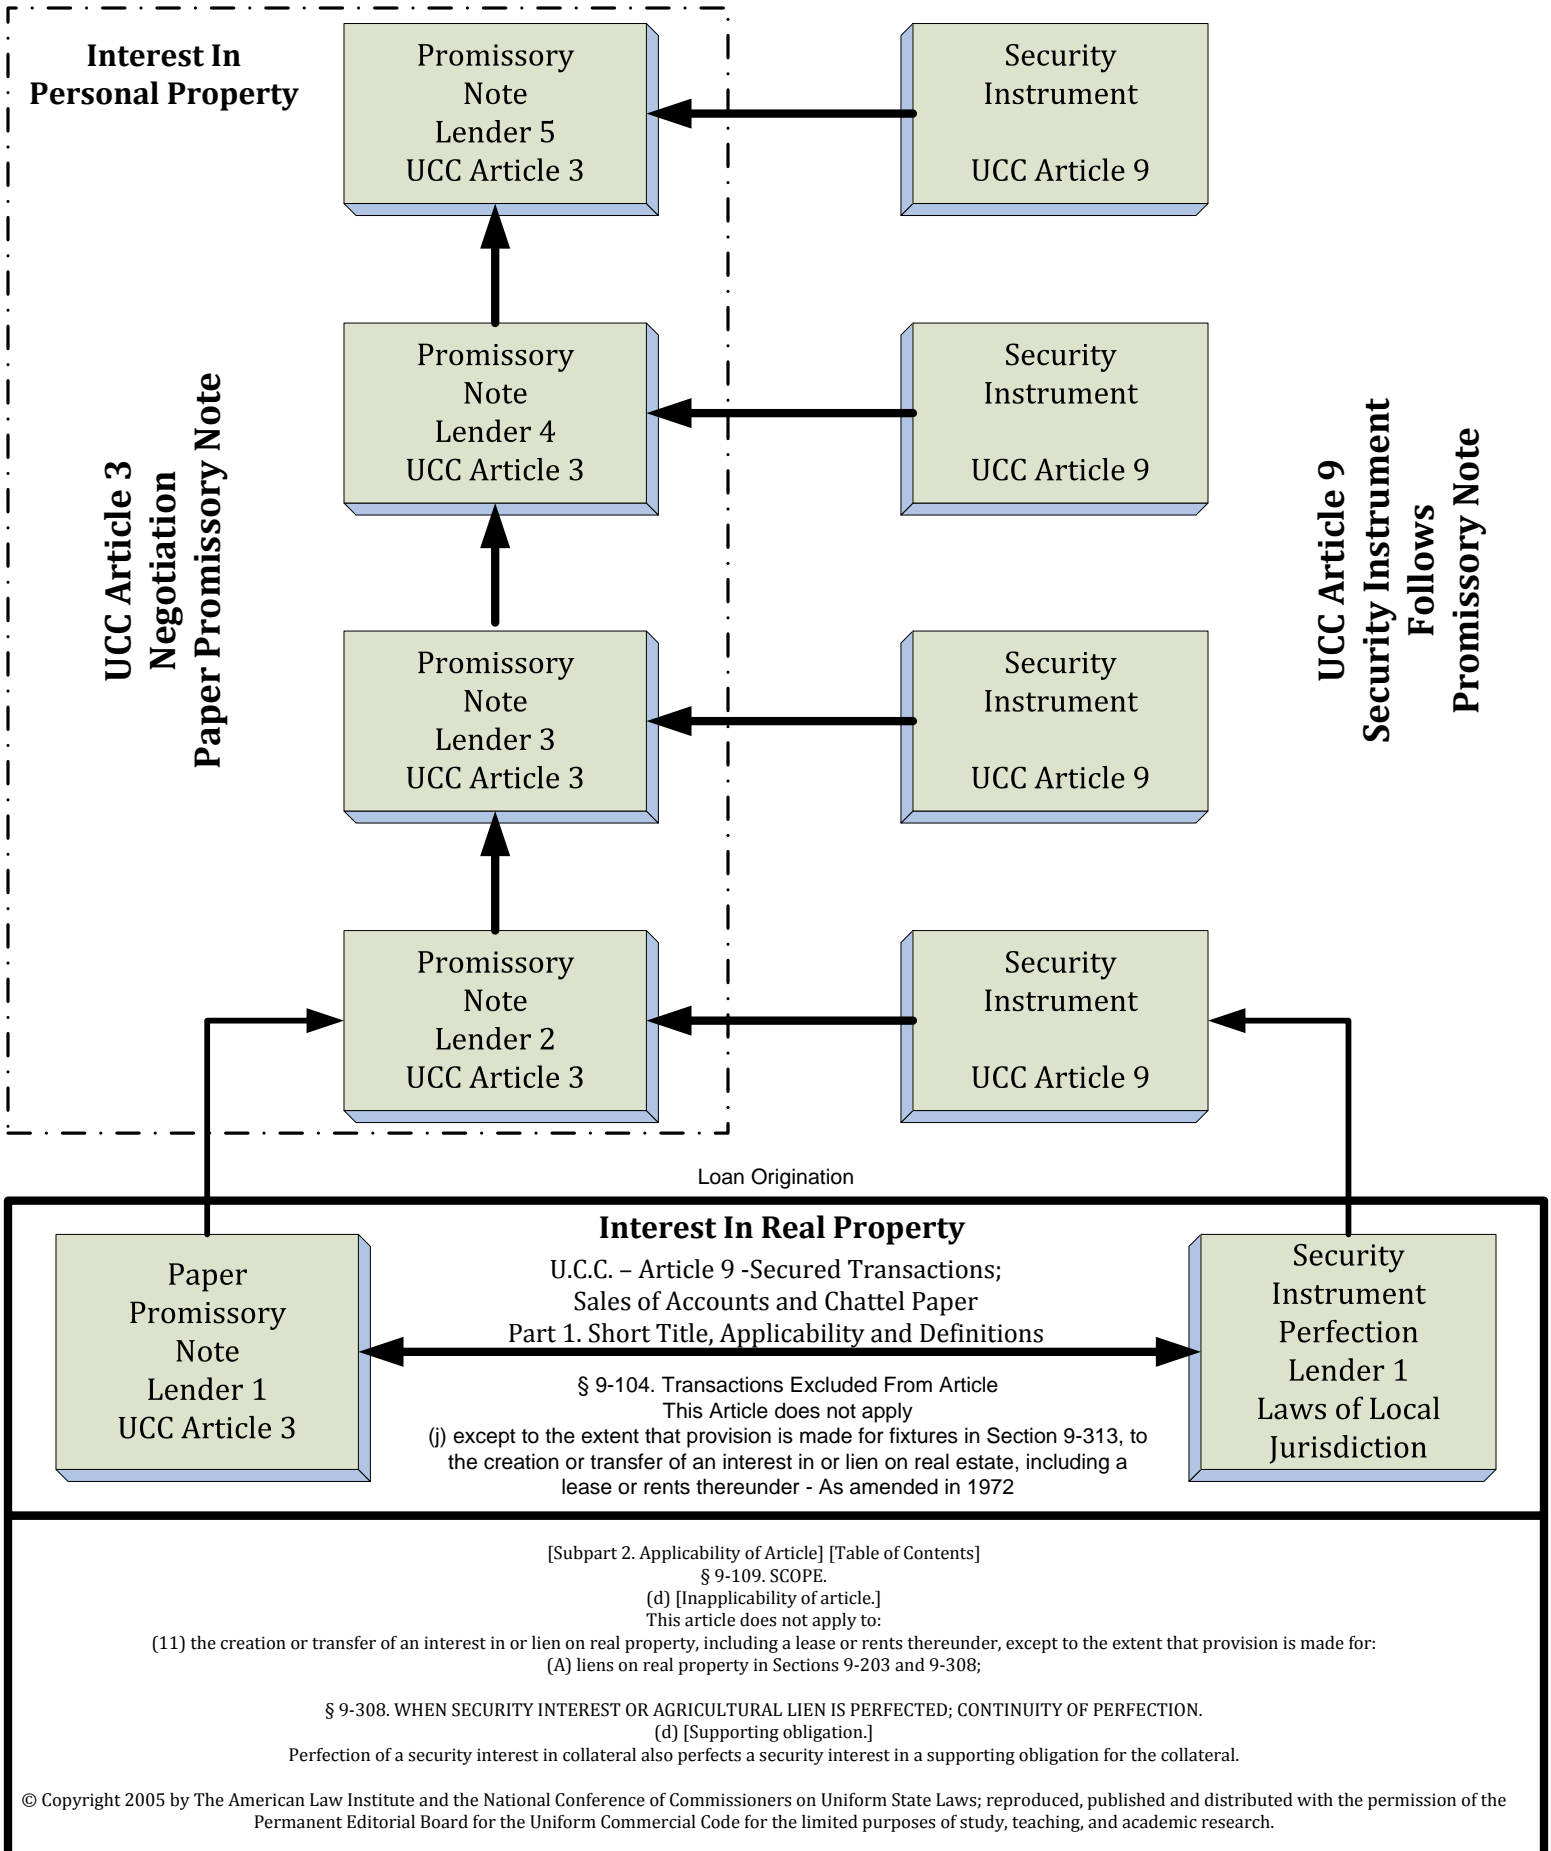 Interest In
Personal Property
Promissory
Note
Lender 5
UCC Article 3
Security
Instrument
UCC Article 9
Promissory
Note
Lender 4
UCC Article 3
Security
Instrument
UCC Article 9
UCC Article 3
Negotiation
Paper Promissory Note
UCC Article 9
Security Instrument
Follows
Promissory Note
Promissory
Note
Lender 3
UCC Article 3
Security
Instrument
UCC Article 9
Promissory
Note
Lender 2
UCC Article 3
Security
Instrument
UCC Article 9
Loan Origination
Interest In Real Property
Paper
Promissory
Note
Lender 1
UCC Article 3
U.C.C. – Article 9 -Secured Transactions;
Sales of Accounts and Chattel Paper
Part 1. Short Title, Applicability and Definitions
§ 9-104. Transactions Excluded From Article
This Article does not apply
(j) except to the extent that provision is made for fixtures in Section 9-313, to
the creation or transfer of an interest in or lien on real estate, including a
lease or rents thereunder - As amended in 1972
Security
Instrument
Perfection
Lender 1
Laws of Local
Jurisdiction
[Subpart 2. Applicability of Article] [Table of Contents]
§ 9-109. SCOPE.
(d) [Inapplicability of article.]
This article does not apply to:
(11) the creation or transfer of an interest in or lien on real property, including a lease or rents thereunder, except to the extent that provision is made for:
(A) liens on real property in Sections 9-203 and 9-308;
§ 9-308. WHEN SECURITY INTEREST OR AGRICULTURAL LIEN IS PERFECTED; CONTINUITY OF PERFECTION.
(d) [Supporting obligation.]
Perfection of a security interest in collateral also perfects a security interest in a supporting obligation for the collateral.
© Copyright 2005 by The American Law Institute and the National Conference of Commissioners on Uniform State Laws; reproduced, published and distributed with the permission of the
Permanent Editorial Board for the Uniform Commercial Code for the limited purposes of study, teaching, and academic research.